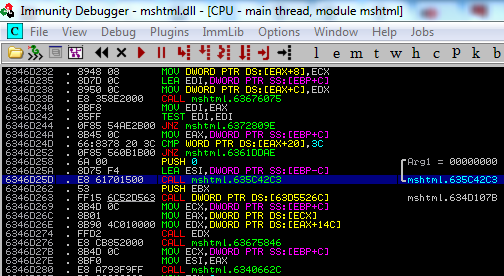 Immunity Debugger - mshtml.dll - [CPU - main thread, module mshtml]
C File View Debug Plugins ImmLib Options Window Help Jobs
l e m t w h c p k b
6346D232 . 8948 08 MOV DWORD PTR DS:[EAX+8],ECX
6346D235 . 8D7D 0C LEA EDI,DWORD PTR SS:[EBP+C]
6346D238 . 8950 0C MOV DWORD PTR DS:[EAX+C],EDX
6346D23B . E8 358E2000 CALL mshtml.63676075
6346D240 . 8BF8 MOV EDI,EAX
6346D242 . 85FF TEST EDI,EDI
6346D244 . 0F85 54AE2B00 JNZ mshtml.6372809E
6346D24A . 8B45 0C MOV EAX,DWORD PTR SS:[EBP+C]
6346D24D . 66:8378 20 3C CMP WORD PTR DS:[EAX+20],3C
6346D252 . 0F85 560B1B00 JNZ mshtml.6361DDAE
6346D258 . 6A 00 PUSH 0 Arg1 = 00000000
6346D25A . 8D75 F4 LEA ESI,DWORD PTR SS:[EBP-C]
6346D25D . E8 61701500 CALL mshtml.635C42C3 mshtml.635C42C3
6346D262 . 53 PUSH EBX
6346D263 . FF15 6C52D563 CALL DWORD PTR DS:[63D5526C] mshtml.634D107B
6346D269 . 8B4D 0C MOV ECX,DWORD PTR SS:[EBP+C]
6346D26C . 8B01 MOV EAX,DWORD PTR DS:[ECX]
6346D26E . 8B90 4C010000 MOV EDX,DWORD PTR DS:[EAX+14C]
6346D274 . FFD2 CALL EDX
6346D276 . E8 CB852000 CALL mshtml.63675846
6346D27B . 8B4D 0C MOV ECX,DWORD PTR SS:[EBP+C]
6346D27E . 8BF0 MOV ESI,EAX
6346D280 . E8 A793F9FF CALL mshtml.6340662C